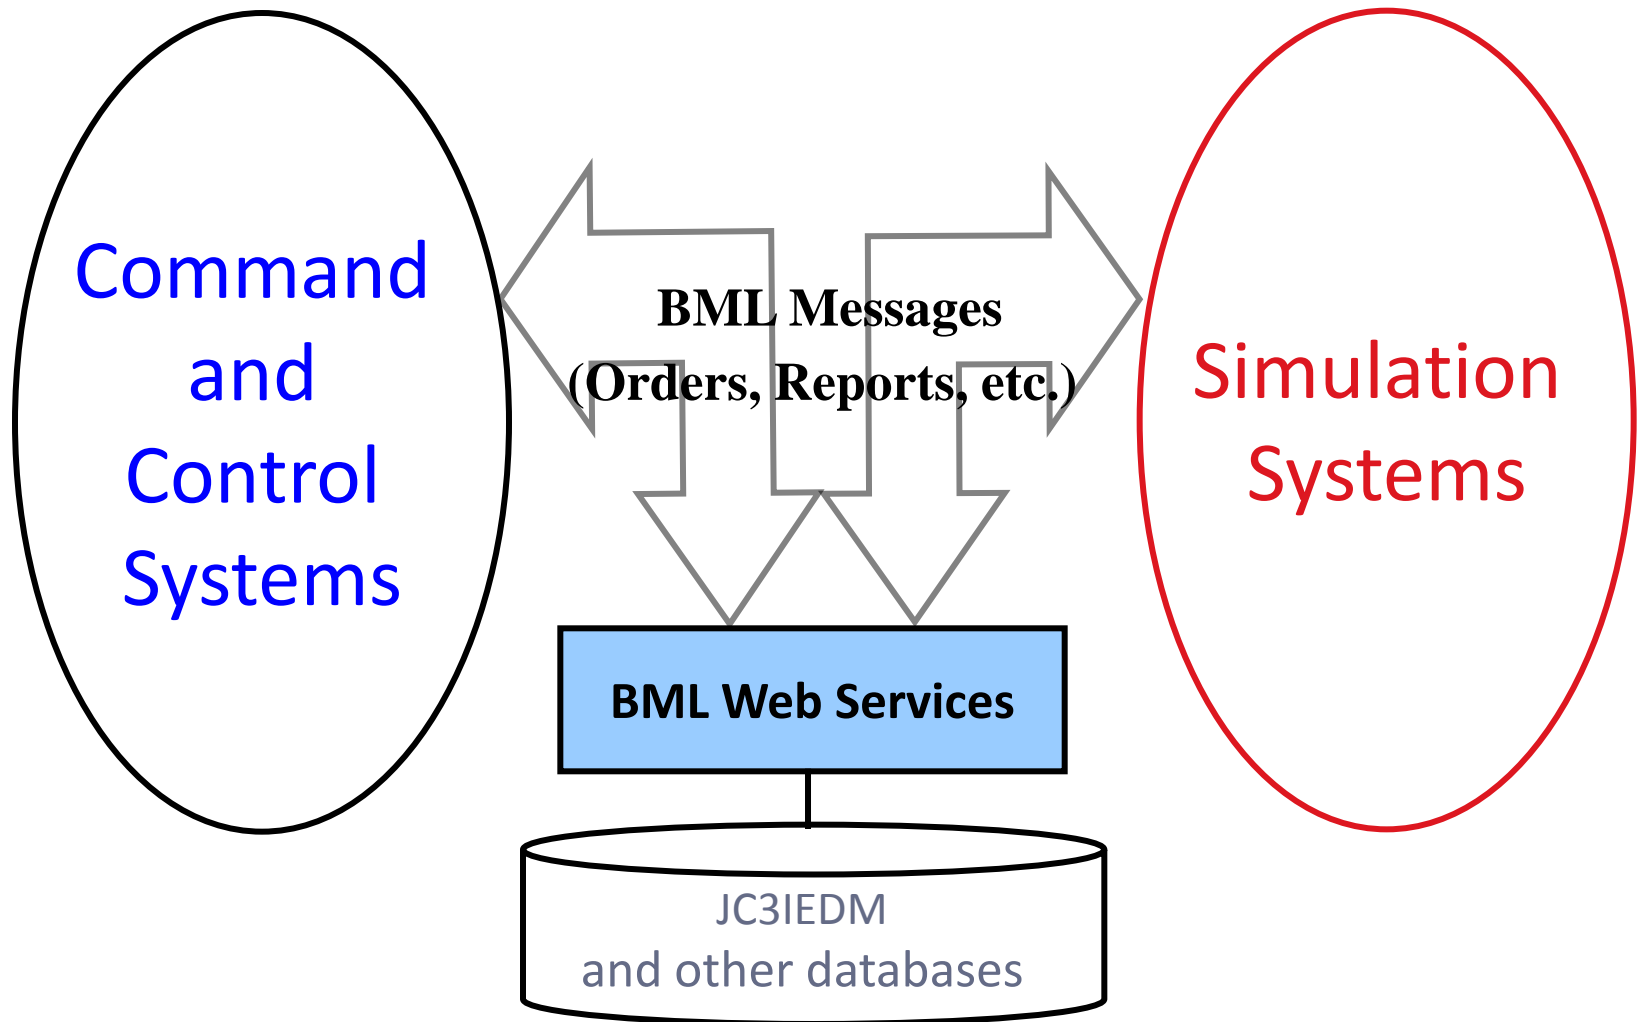 Command
and
Control
Systems
BML Messages
(Orders, Reports, etc.)
Simulation
Systems
BML Web Services
JC3IEDM
and other databases